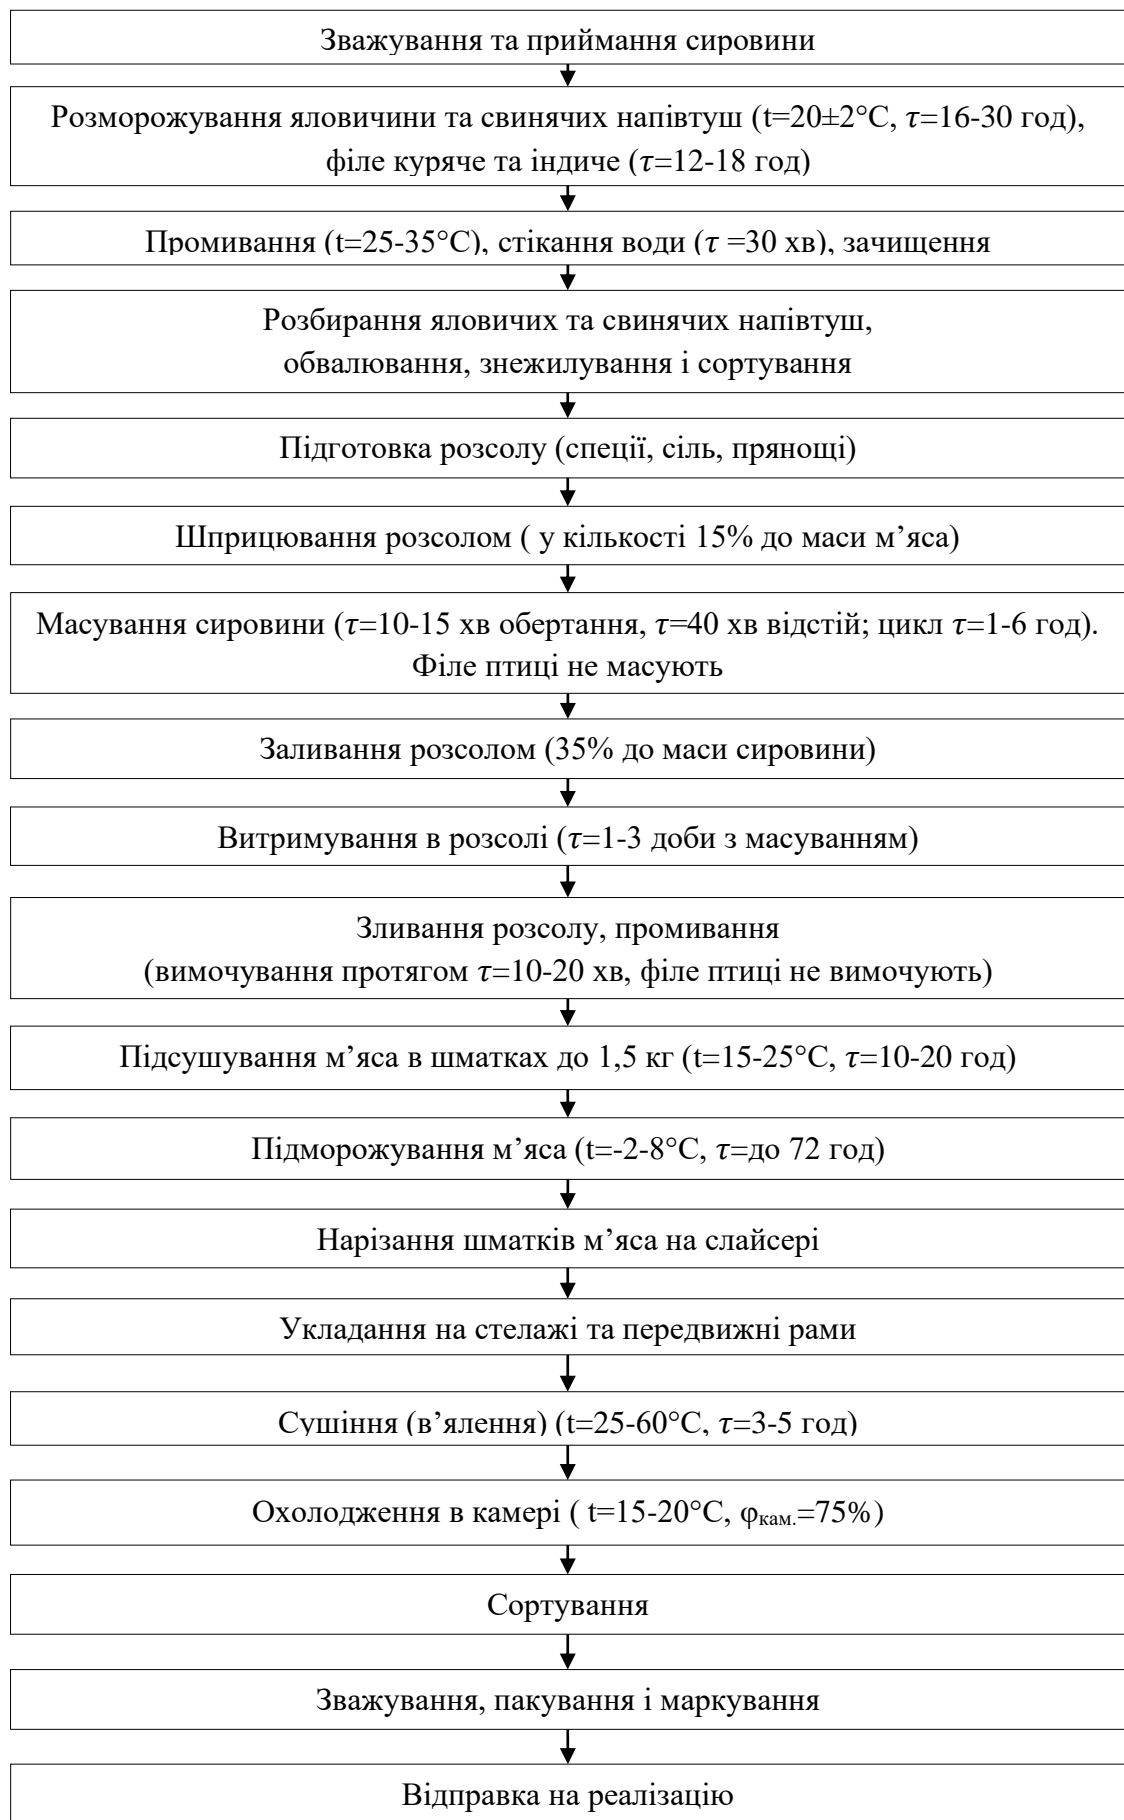 Зважування та приймання сировини
Розморожування яловичини та свинячих напівтуш (t=20±2°C, τ=16-30 год),
філе куряче та індиче (τ=12-18 год)
Промивання (t=25-35°C), стікання води (τ =30 хв), зачищення
Розбирання яловичих та свинячих напівтуш,
обвалювання, знежилування і сортування
Підготовка розсолу (спеції, сіль, прянощі)
Шприцювання розсолом ( у кількості 15% до маси м’яса)
Масування сировини (τ=10-15 хв обертання, τ=40 хв відстій; цикл τ=1-6 год).
Філе птиці не масують
Заливання розсолом (35% до маси сировини)
Витримування в розсолі (τ=1-3 доби з масуванням)
Зливання розсолу, промивання
(вимочування протягом τ=10-20 хв, філе птиці не вимочують)
Підсушування м’яса в шматках до 1,5 кг (t=15-25°C, τ=10-20 год)
Підморожування м’яса (t=-2-8°C, τ=до 72 год)
Нарізання шматків м’яса на слайсері
Укладання на стелажі та передвижні рами
Сушіння (в’ялення) (t=25-60°C, τ=3-5 год)
Охолодження в камері ( t=15-20°C, φкам.=75%)
Сортування
Зважування, пакування і маркування
Відправка на реалізацію